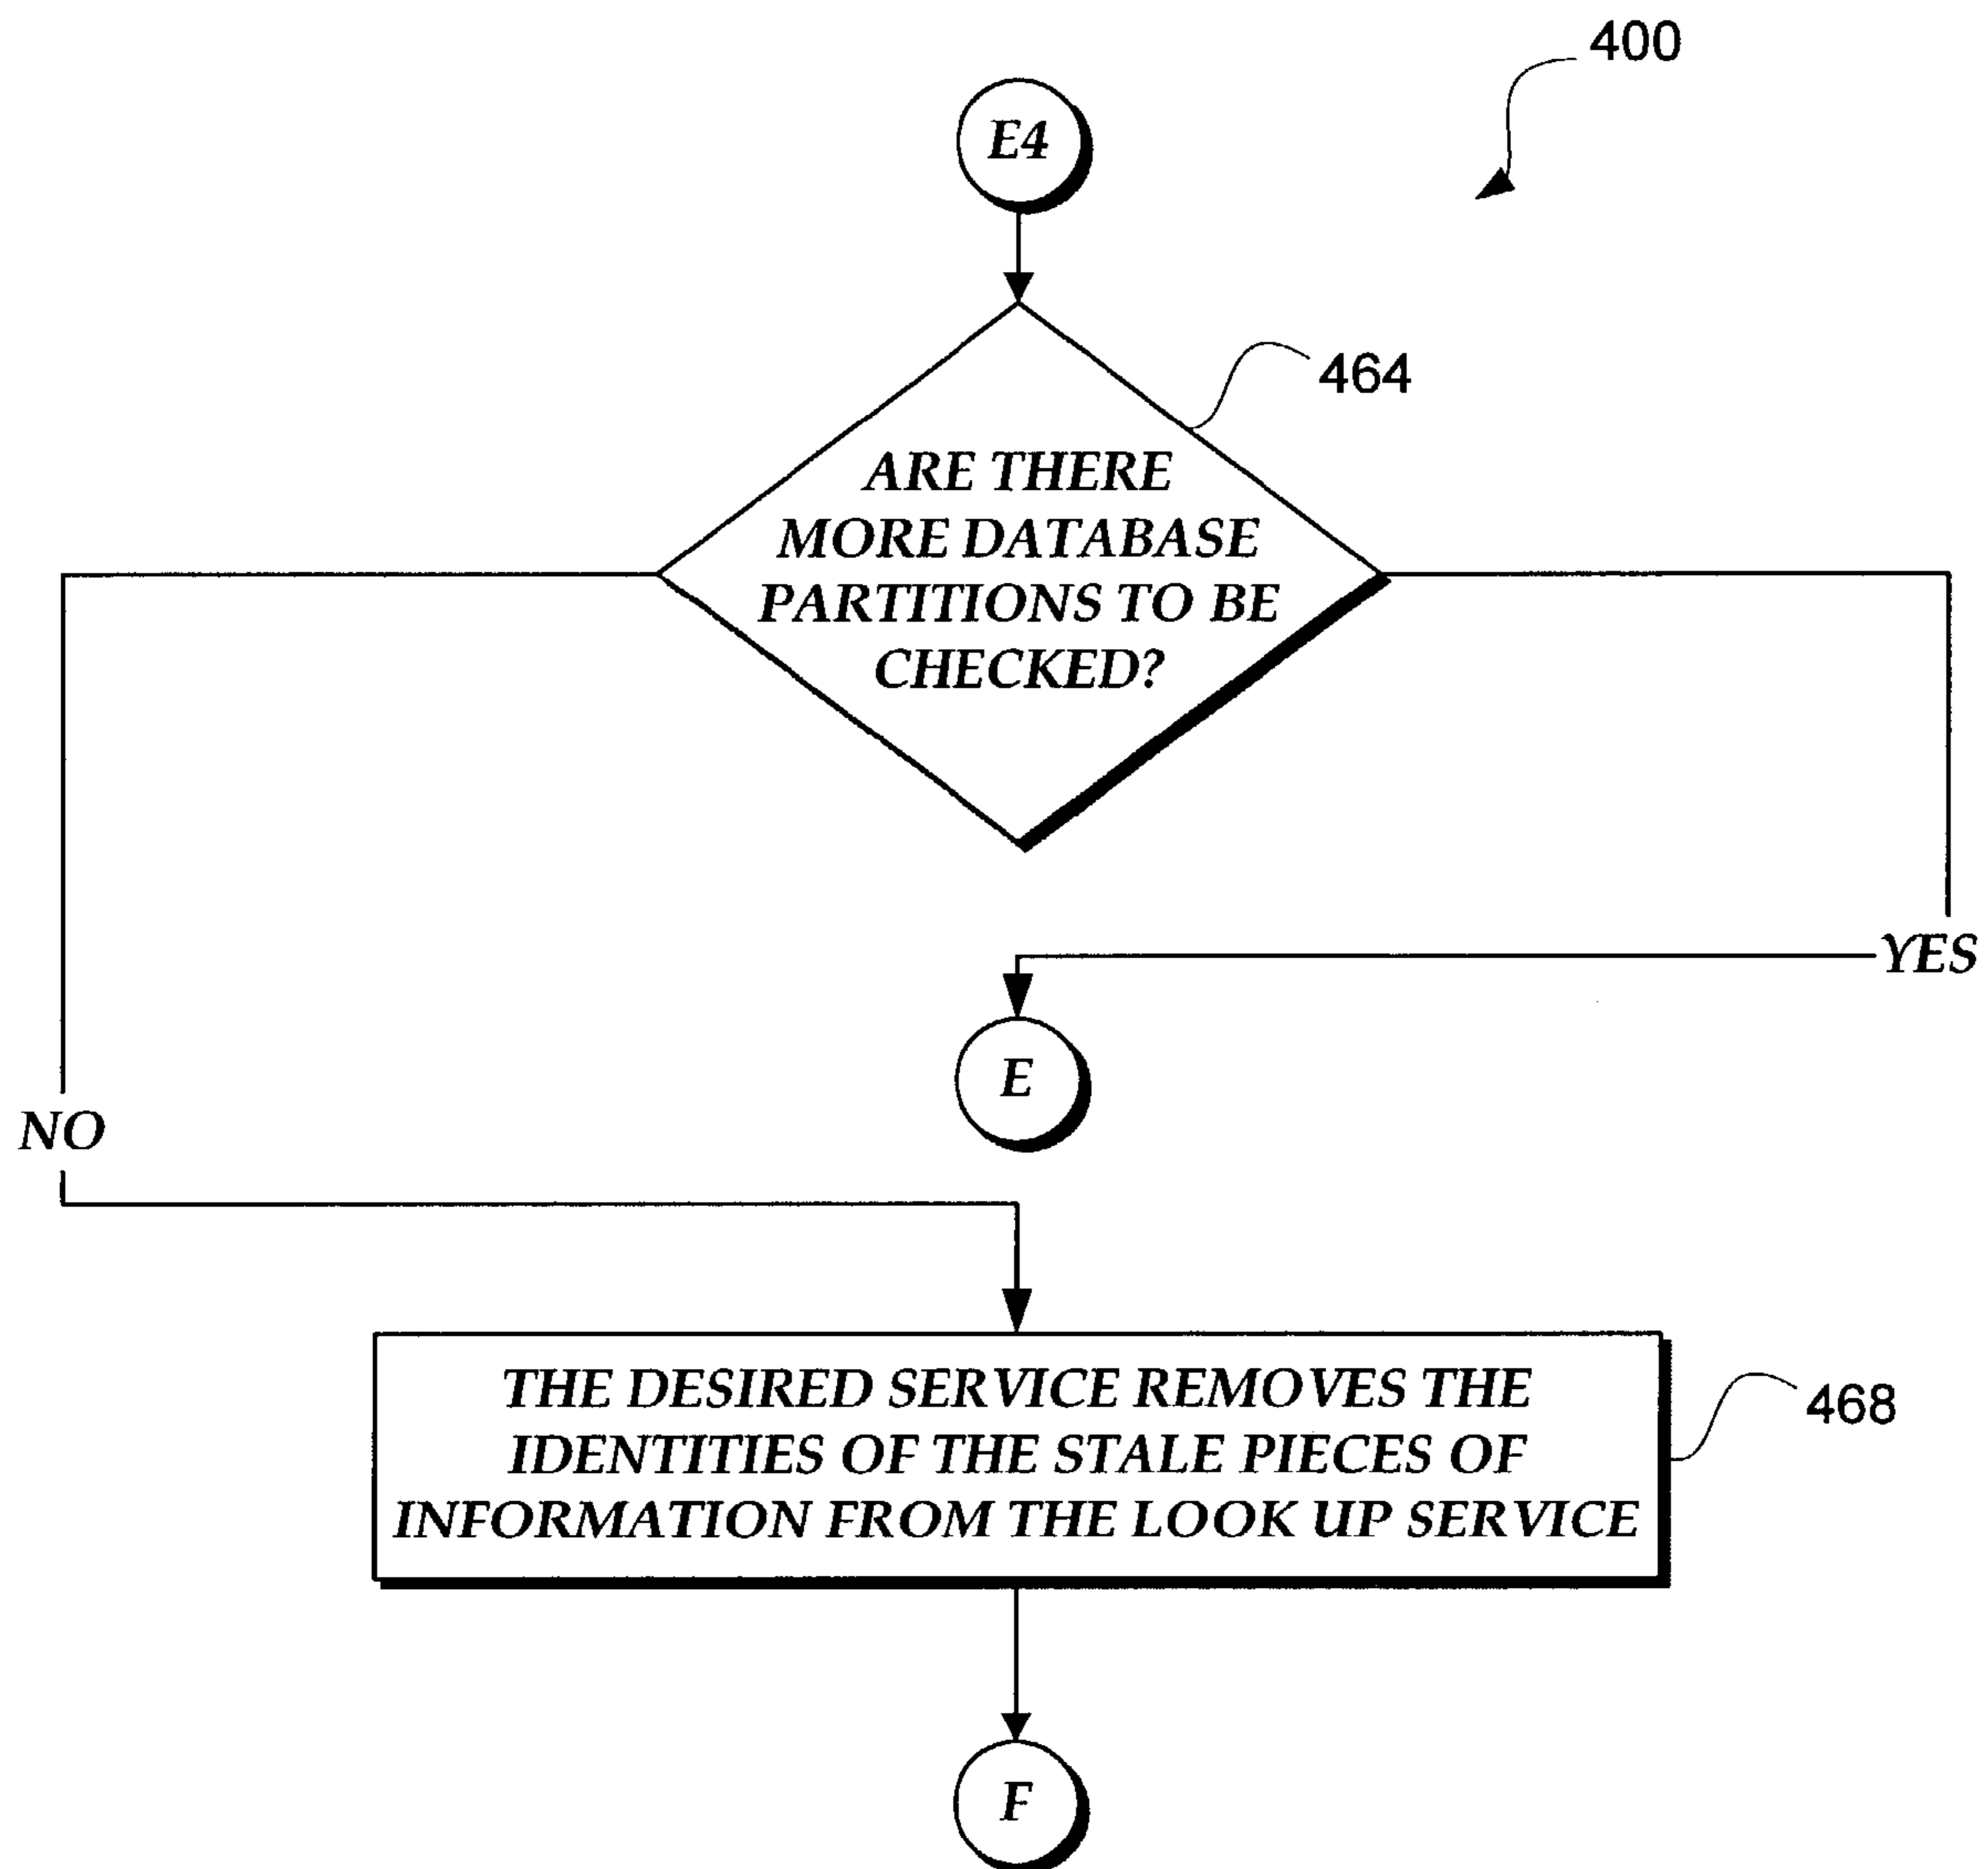 400
E4
464
ARE THERE
MORE DATABASE
PARTITIONS TO BE
CHECKED?
YES
E
NO
THE DESIRED SERVICE REMOVES THE
IDENTITIES OF THE STALE PIECES OF
INFORMATION FROM THE LOOK UP SERVICE
468
F